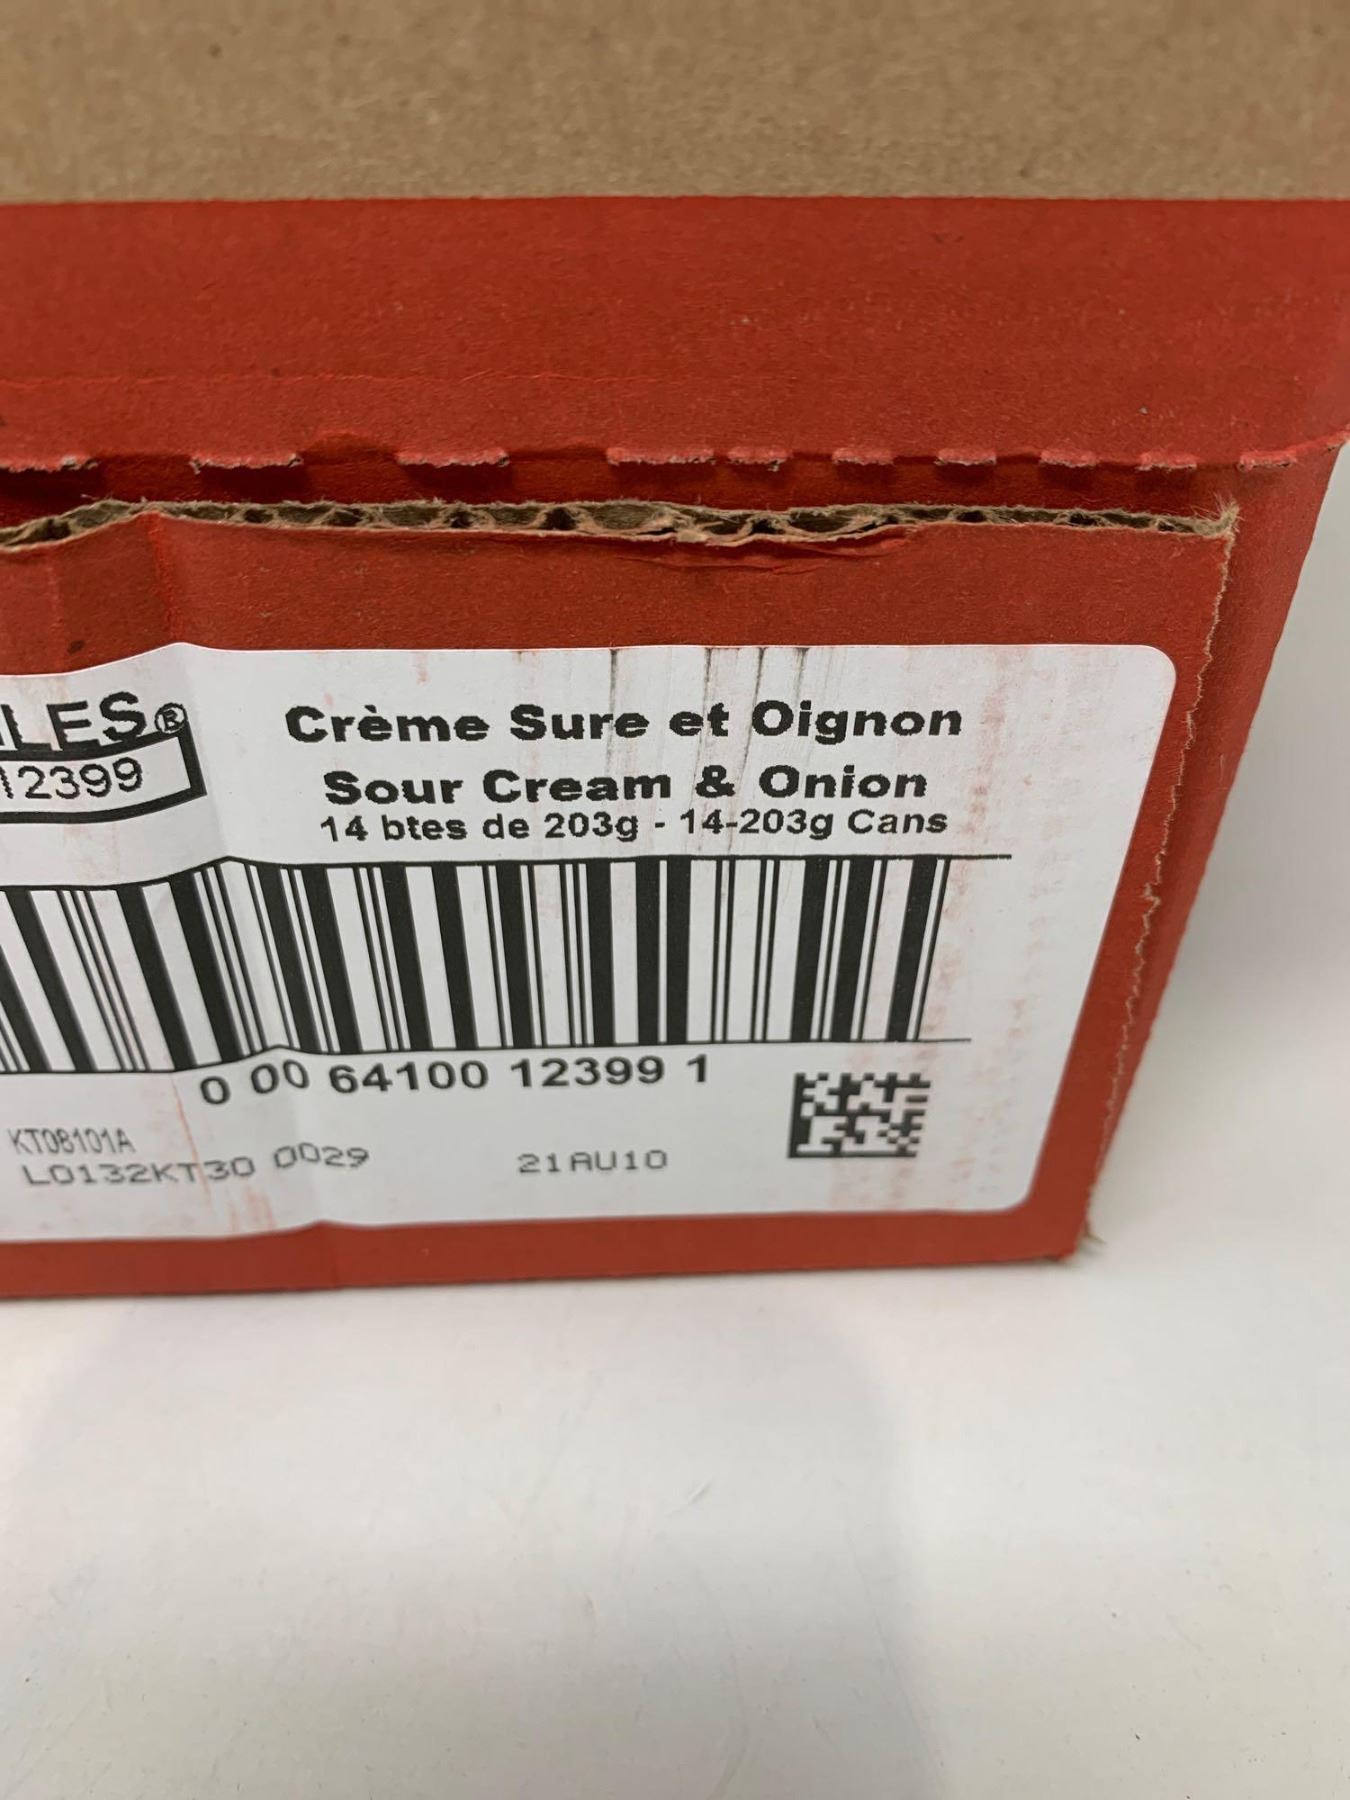 LES®
12399
Crème Sure et Oignon
Sour Cream & Onion
14 btes de 203g - 14-203g Cans
0 00 64100 12399 1
KT08101A
L0132KT30 0029
21AU10